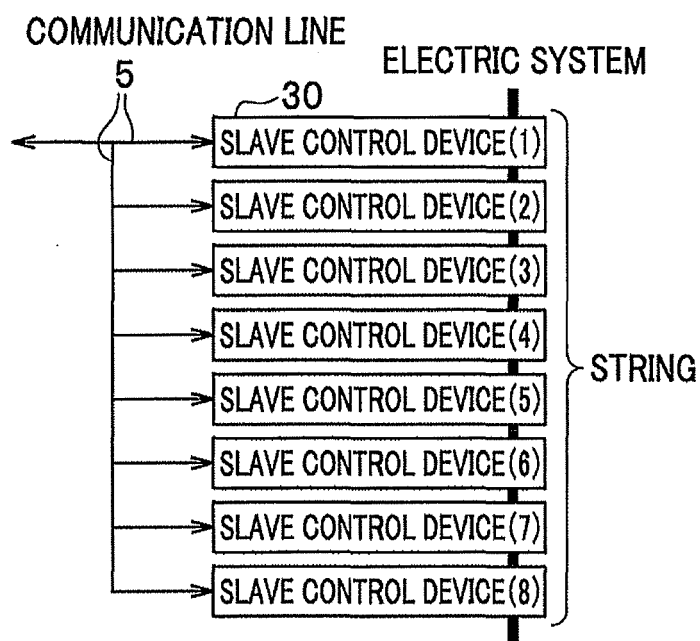 COMMUNICATION LINE
5
ELECTRIC SYSTEM
30
SLAVE CONTROL DEVICE(1)
SLAVE CONTROL DEVICE(2)
SLAVE CONTROL DEVICE(3)
SLAVE CONTROL DEVICE(4)
STRING
SLAVE CONTROL DEVICE(5)
SLAVE CONTROL DEVICE(6)
SLAVE CONTROL DEVICE(7)
SLAVE CONTROL DEVICE(8)